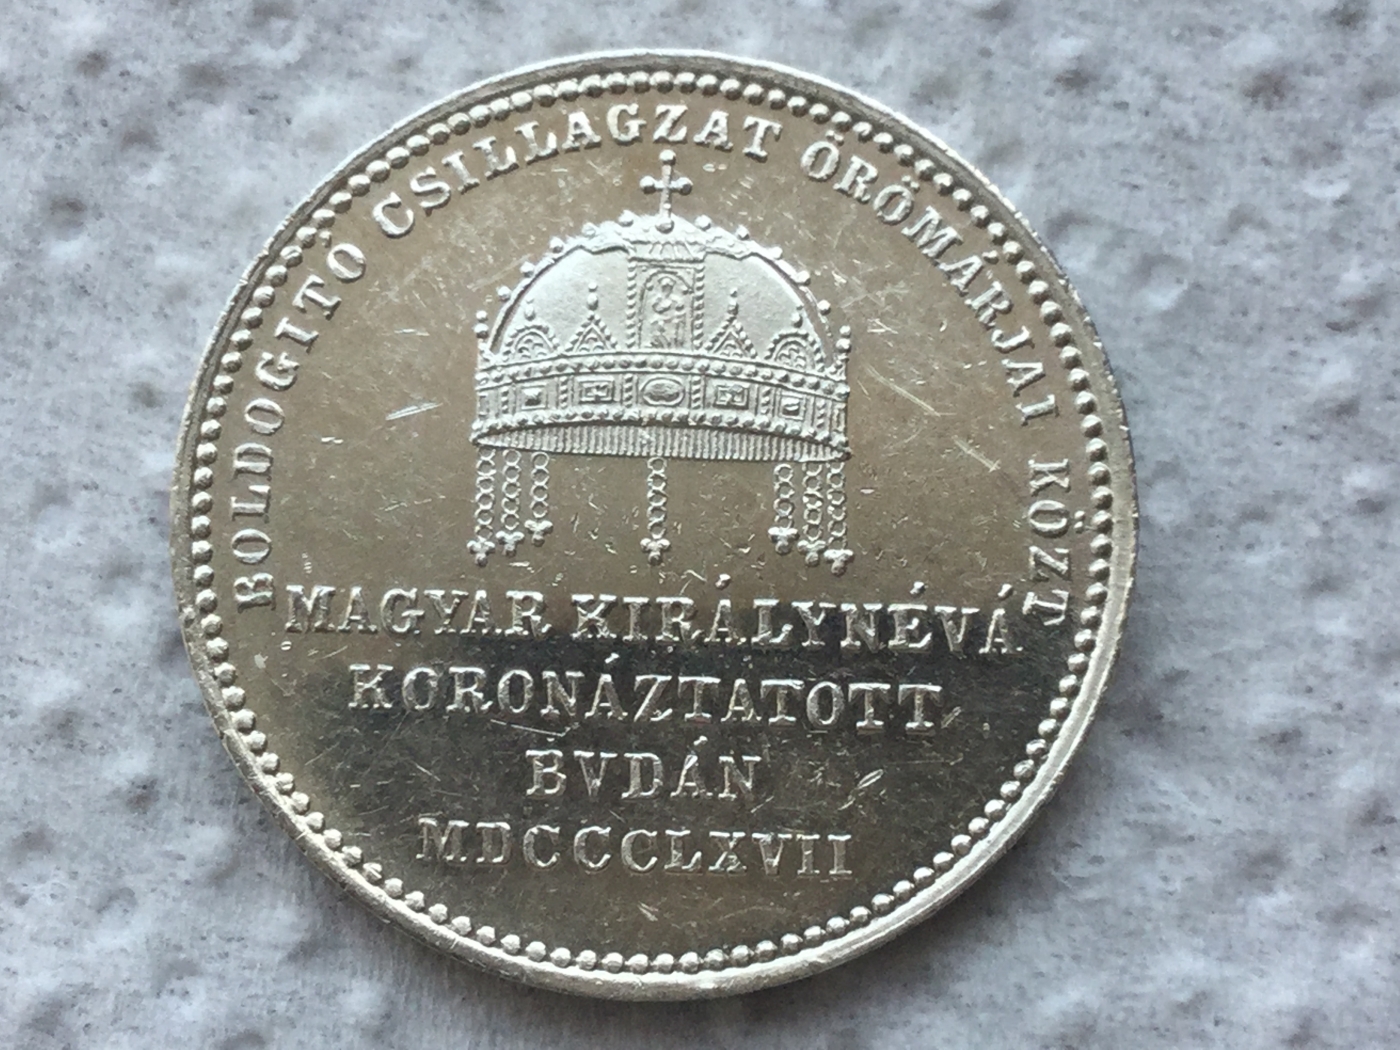 BOLDOGITÓ CSILLAGZAT ÖRÖMÁRJAI KÖZT
MAGYAR KIRÁLYNÉVÁ
KORONÁZTATOTT
BVDÁN
MDCCCLXVII